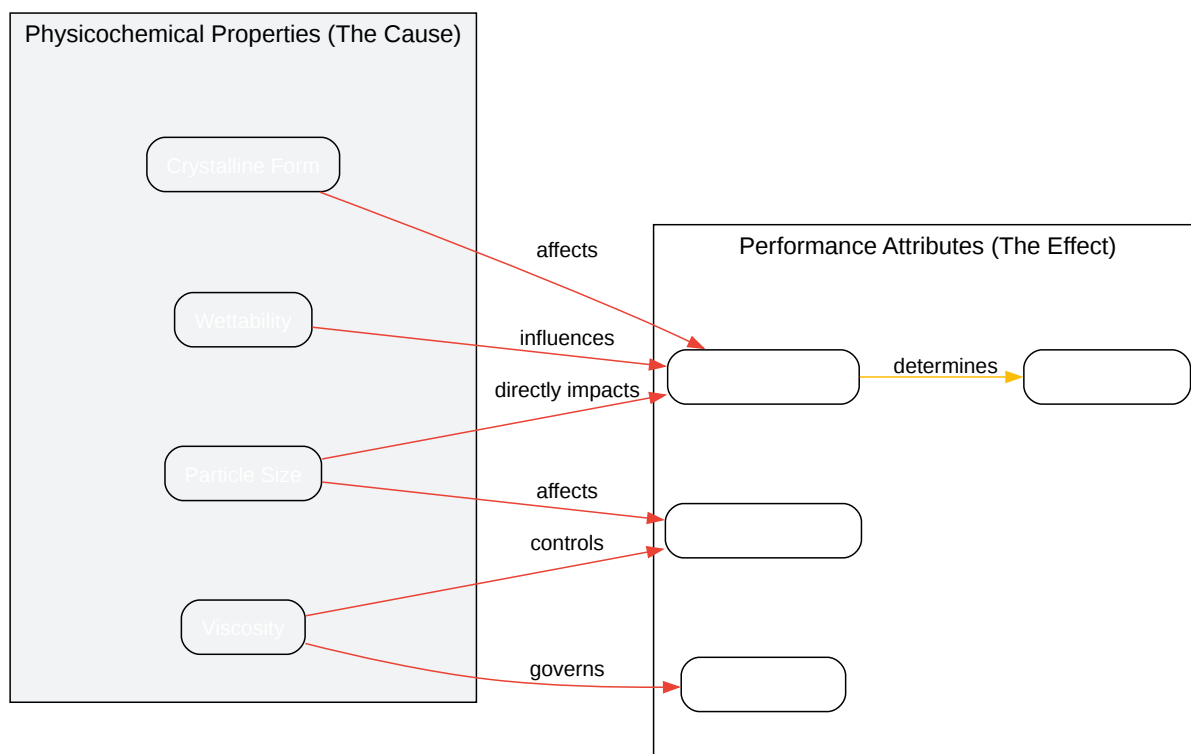 Physicochemical Properties (The Cause)
Crystalline Form
affects
Performance Attributes (The Effect)
Wettability
influences
determines
directly impacts
Particle Size
affects
controls
Viscosity
governs